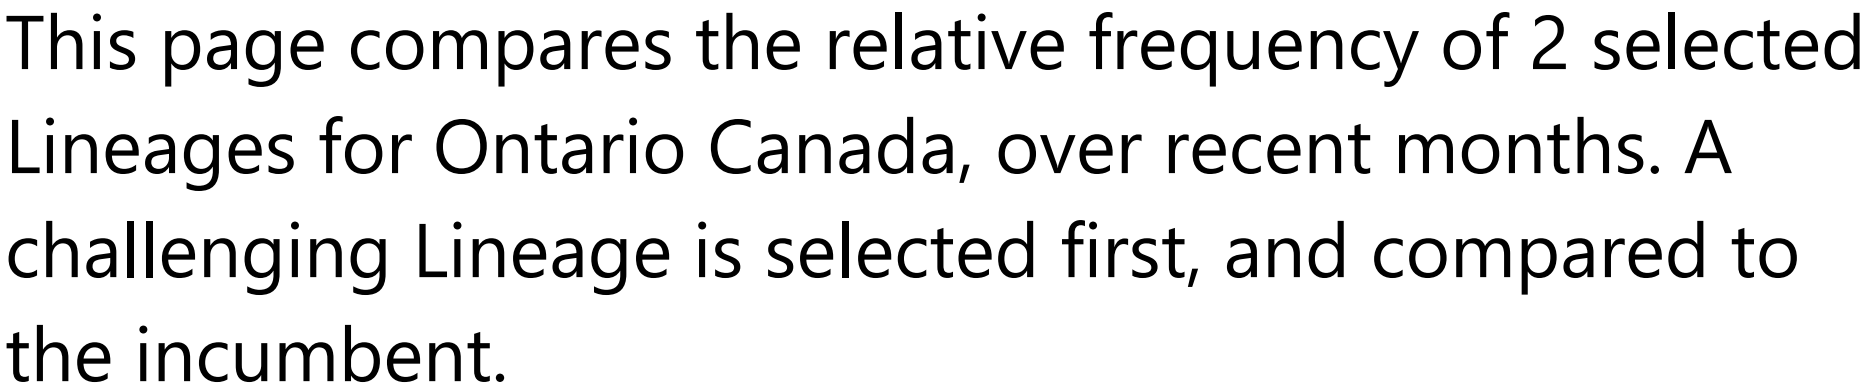 This page compares the relative frequency of 2 selected
Lineages for Ontario Canada, over recent months. A
challenging Lineage is selected first, and compared to
the incumbent.